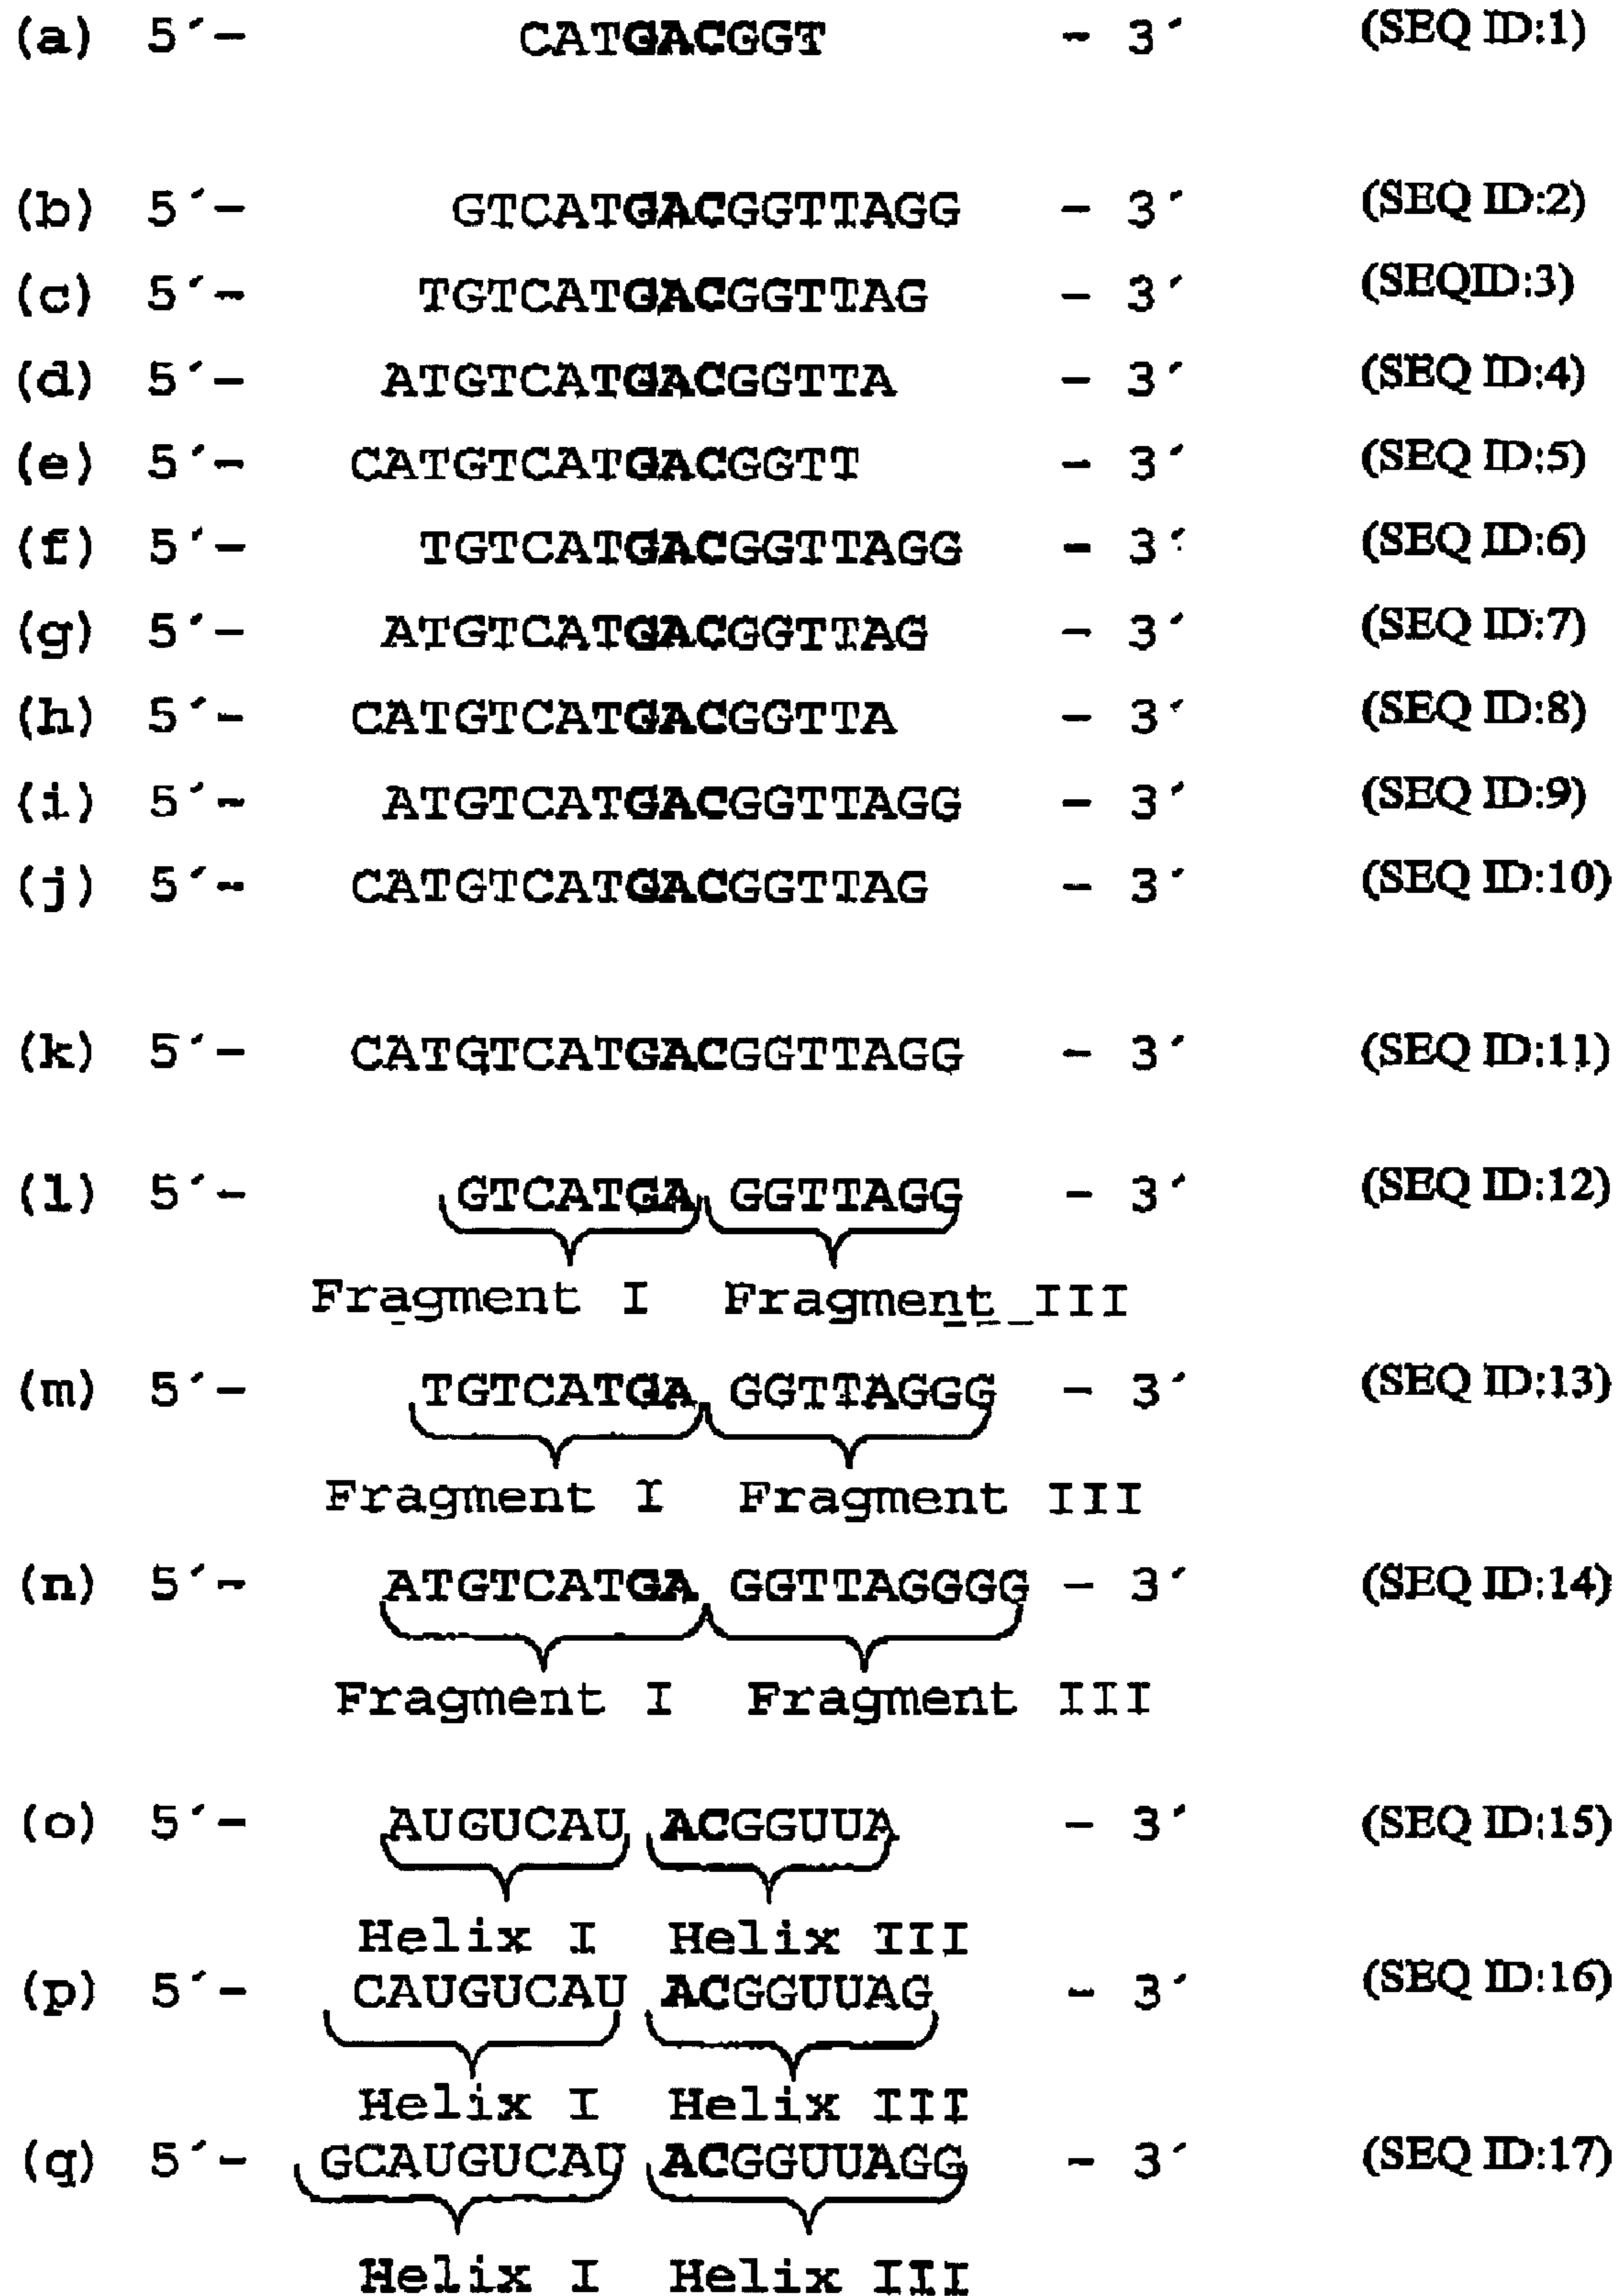 (a) 5´- CATGACGGT - 3´ (SEQ ID:1)
(b) 5´- GTCATGACGGTTAGG - 3´ (SEQ ID:2)
(c) 5´- TGTCATGACGGTTAG - 3´ (SEQID:3)
(d) 5´- ATGTCATGACGGTTA - 3´ (SEQ ID:4)
(e) 5´- CATGTCATGACGGTT - 3´ (SEQ ID:5)
(f) 5´- TGTCATGACGGTTAGG - 3´ (SEQ ID:6)
(g) 5´- ATGTCATGACGGTTAG - 3´ (SEQ ID:7)
(h) 5´- CATGTCATGACGGTTA - 3´ (SEQ ID:8)
(i) 5´- ATGTCATGACGGTTAGG - 3´ (SEQ ID:9)
(j) 5´- CATGTCATGACGGTTAG - 3´ (SEQ ID:10)
(k) 5´- CATGTCATGACGGTTAGG - 3´ (SEQ ID:11)
(l) 5´- GTCATGA GGTTAGG - 3´ (SEQ ID:12)
Fragment I Fragment III
(m) 5´- TGTCATGA GGTTAGGG - 3´ (SEQ ID:13)
Fragment I Fragment III
(n) 5´- ATGTCATGA GGTTAGGGG - 3´ (SEQ ID:14)
Fragment I Fragment III
(o) 5´- AUGUCAU ACGGUUA - 3´ (SEQ ID:15)
Helix I Helix III
(p) 5´- CAUGUCAU ACGGUUAG - 3´ (SEQ ID:16)
Helix I Helix III
(q) 5´- GCAUGUCAU ACGGUUAGG - 3´ (SEQ ID:17)
Helix I Helix III